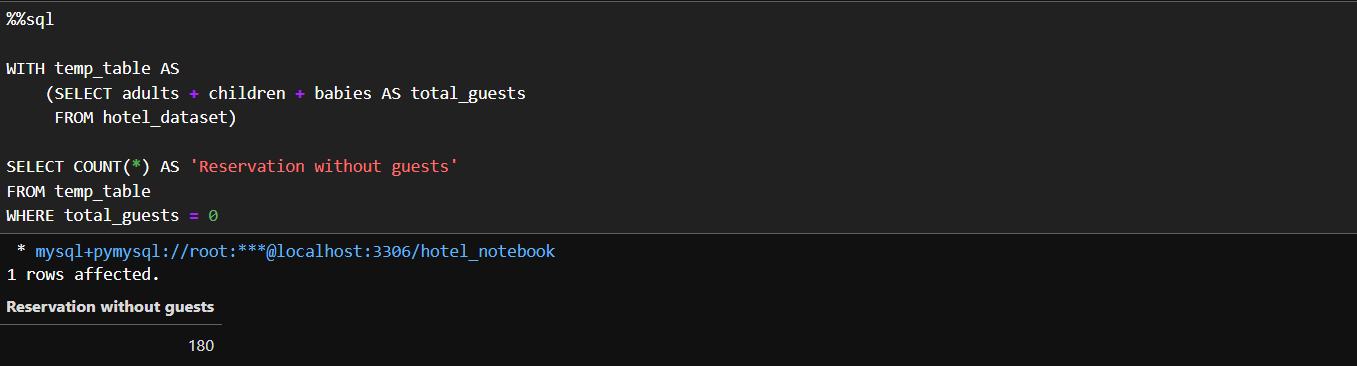 %%sql
WITH temp_table AS
(SELECT adults + children + babies AS total_guests
FROM hotel_dataset)
SELECT COUNT(*) AS 'Reservation without guests'
FROM temp_table
WHERE total_guests = 0
* mysql+pymysql://root:***@localhost:3306/hotel_notebook
1 rows affected.
Reservation without guests
180